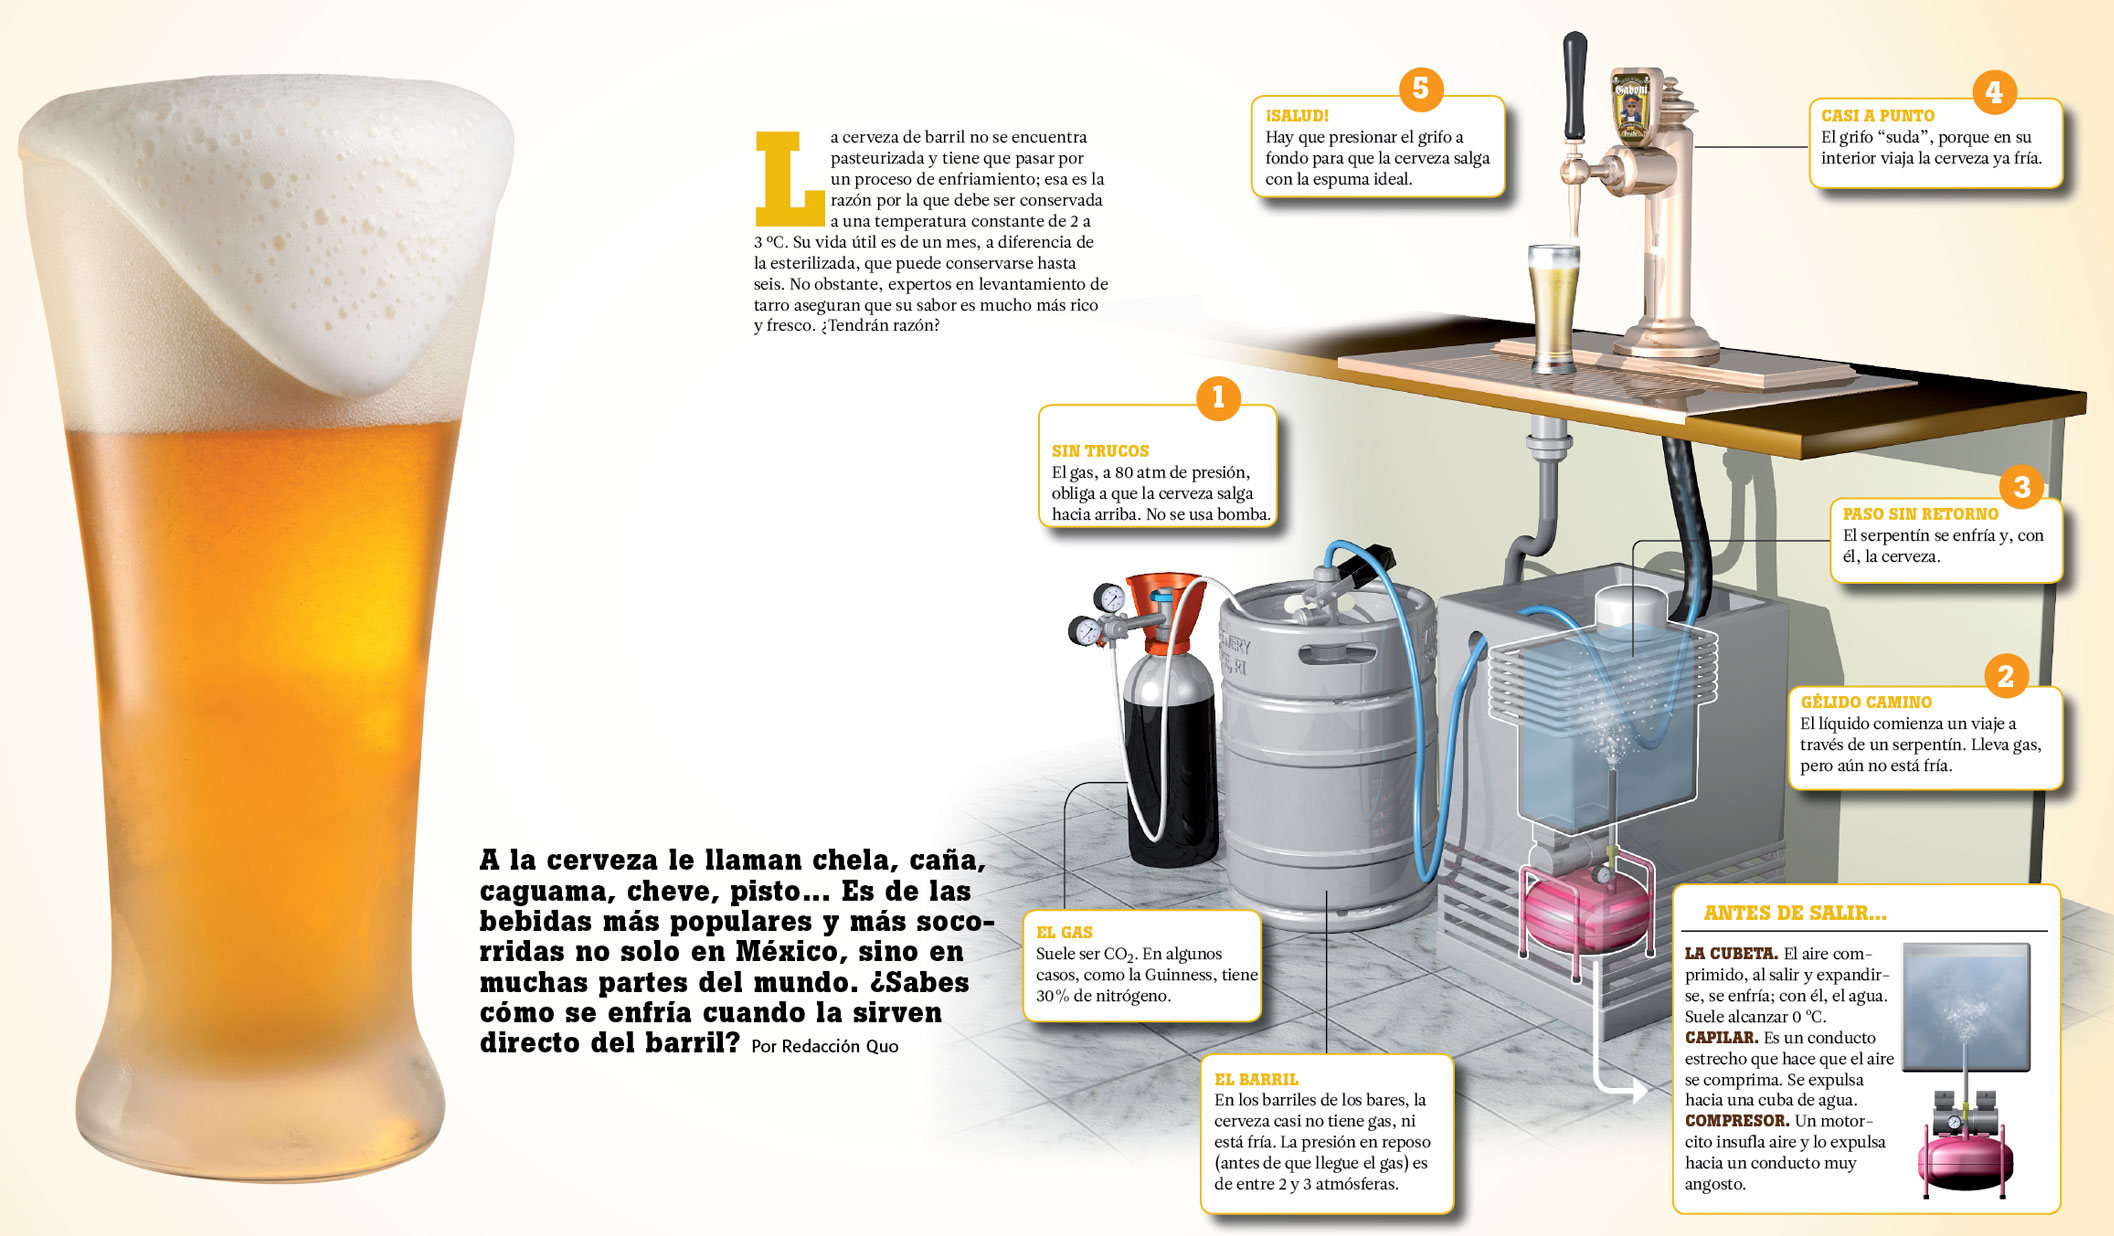 La cerveza de barril no se encuentra
pasteurizada y tiene que pasar por
un proceso de enfriamiento; esa es la
razón por la que debe ser conservada
a una temperatura constante de 2 a
3 ºC. Su vida útil es de un mes, a diferencia de
la esterilizada, que puede conservarse hasta
seis. No obstante, expertos en levantamiento de
tarro aseguran que su sabor es mucho más rico
y fresco. ¿Tendrán razón?
A la cerveza le llaman chela, caña,
caguama, cheve, pisto... Es de las
bebidas más populares y más soco-
rridas no solo en México, sino en
muchas partes del mundo. ¿Sabes
cómo se enfría cuando la sirven
directo del barril? Por Redacción Quo
1
SIN TRUCOS
El gas, a 80 atm de presión,
obliga a que la cerveza salga
hacia arriba. No se usa bomba.
EL GAS
Suele ser CO₂. En algunos
casos, como la Guinness, tiene
30% de nitrógeno.
EL BARRIL
En los barriles de los bares, la
cerveza casi no tiene gas, ni
está fría. La presión en reposo
(antes de que llegue el gas) es
de entre 2 y 3 atmósferas.
5
¡SALUD!
Hay que presionar el grifo a
fondo para que la cerveza salga
con la espuma ideal.
Gaboni
4
CASI A PUNTO
El grifo “suda”, porque en su
interior viaja la cerveza ya fría.
3
PASO SIN RETORNO
El serpentín se enfría y, con
él, la cerveza.
2
GÉLIDO CAMINO
El líquido comienza un viaje a
través de un serpentín. Lleva gas,
pero aún no está fría.
ANTES DE SALIR...
LA CUBETA. El aire com-
primido, al salir y expandir-
se, se enfría; con él, el agua.
Suele alcanzar 0 ºC.
CAPILAR. Es un conducto
estrecho que hace que el aire
se comprima. Se expulsa
hacia una cuba de agua.
COMPRESOR. Un motor-
cito insufla aire y lo expulsa
hacia un conducto muy
angosto.